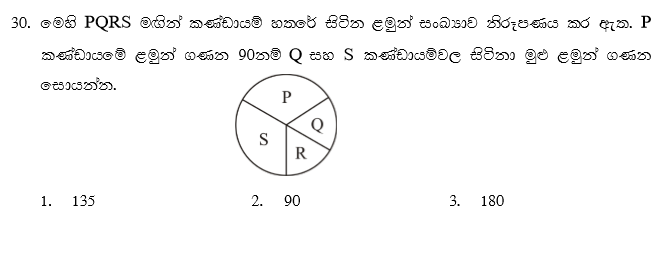 30. මෙහි PQRS මඟින් කණ්ඩායම් හතරේ සිටින ළමුන් සංඛ්‍යාව නිරූපණය කර ඇත. P
කණ්ඩායමේ ළමුන් ගණන 90නම් Q සහ S කණ්ඩායම්වල සිටිනා මුළු ළමුන් ගණන
සොයන්න.
P
Q
S
R
1. 135 2. 90 3. 180